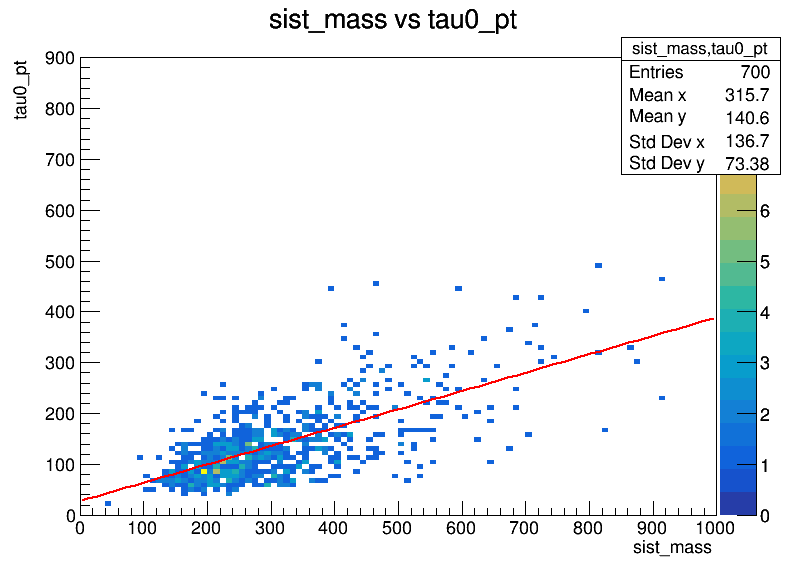 sist_mass vs tau0_pt
sist_mass,tau0_pt
Entries 700
Mean x 315.7
Mean y 140.6
Std Dev x 136.7
Std Dev y 73.38
tau0_pt
900
800
700
600
500
400
300
200
100
0
6
5
4
3
2
1
0
0 100 200 300 400 500 600 700 800 900 1000
sist_mass